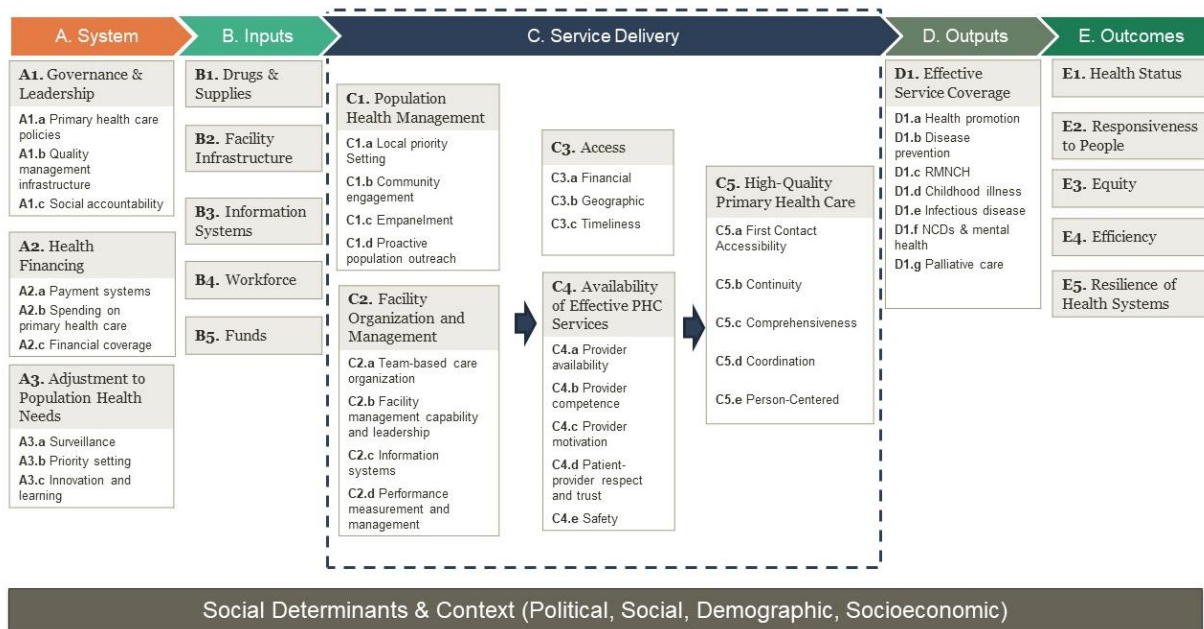 A. System
B. Inputs
C. Service Delivery
D. Outputs
E. Outcomes
A1. Governance &
Leadership
A1.a Primary health care
policies
A1.b Quality
management
infrastructure
A1.c Social accountability
A2. Health
Financing
A2.a Payment systems
A2.b Spending on
primary health care
A2.c Financial coverage
A3. Adjustment to
Population Health
Needs
A3.a Surveillance
A3.b Priority setting
A3.c Innovation and
learning
B1. Drugs &
Supplies
B2. Facility
Infrastructure
B3. Information
Systems
B4. Workforce
B5. Funds
C1. Population
Health Management
C1.a Local priority
Setting
C1.b Community
engagement
C1.c Empanelment
C1.d Proactive
population outreach
C2. Facility
Organization and
Management
C2.a Team-based care
organization
C2.b Facility
management capability
and leadership
C2.c Information
systems
C2.d Performance
measurement and
management
C3. Access
C3.a Financial
C3.b Geographic
C3.c Timeliness
C4. Availability
of Effective PHC
Services
C4.a Provider
availability
C4.b Provider
competence
C4.c Provider
motivation
C4.d Patient-
provider respect
and trust
C4.e Safety
C5. High-Quality
Primary Health Care
C5.a First Contact
Accessibility
C5.b Continuity
C5.c Comprehensiveness
C5.d Coordination
C5.e Person-Centered
D1. Effective
Service Coverage
D1.a Health promotion
D1.b Disease
prevention
D1.c RMNCH
D1.d Childhood illness
D1.e Infectious disease
D1.f NCDs & mental
health
D1.g Palliative care
E1. Health Status
E2. Responsiveness
to People
E3. Equity
E4. Efficiency
E5. Resilience of
Health Systems
Social Determinants & Context (Political, Social, Demographic, Socioeconomic)